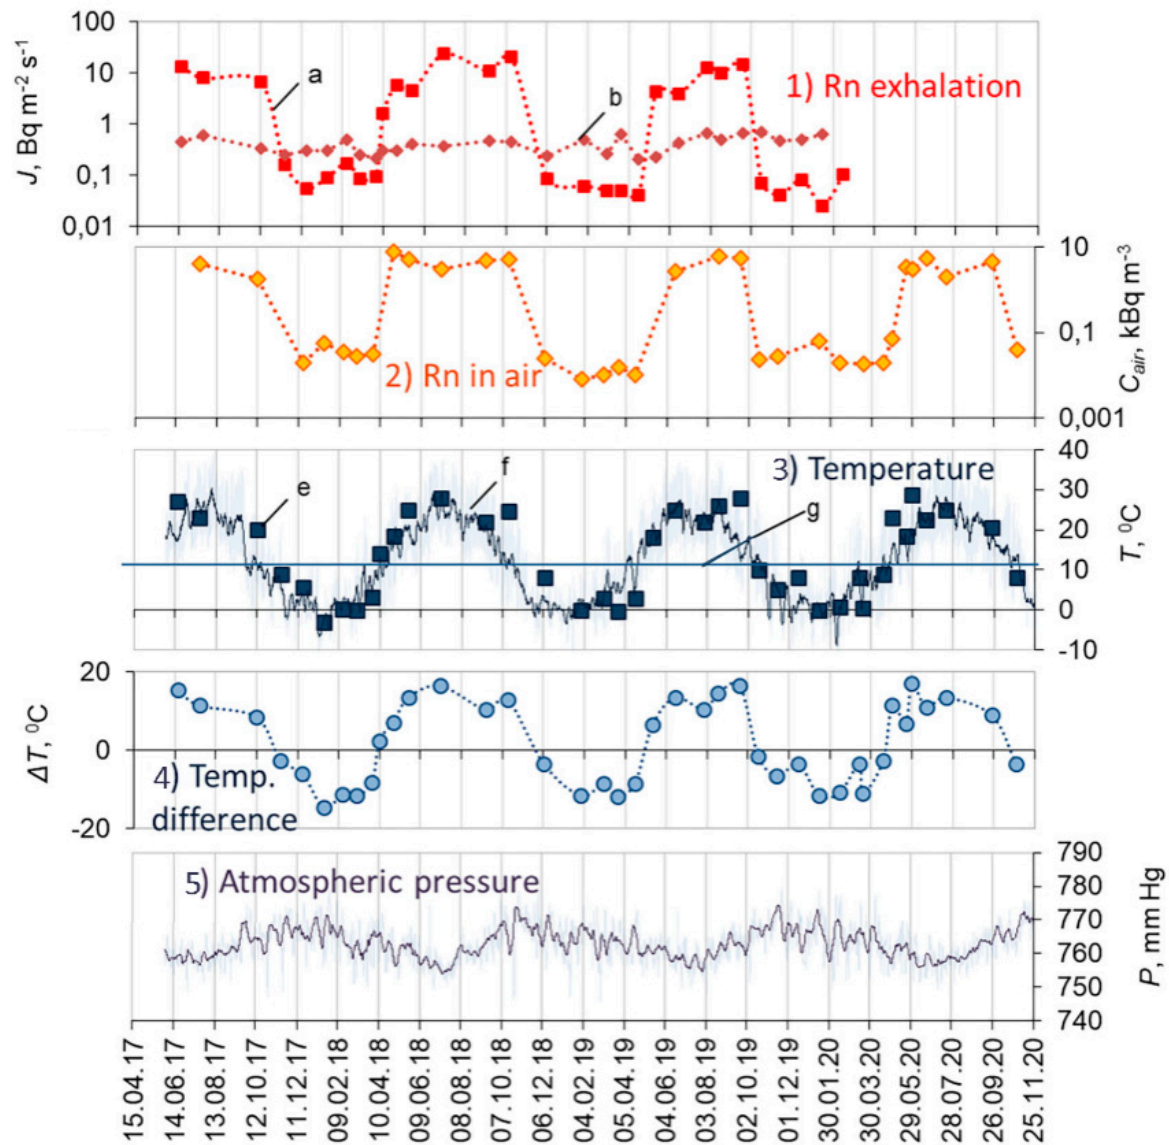 100
10
1
0,1
0,01
J, Bq m⁻² s⁻¹
a
b
1) Rn exhalation
10
0,1
0,001
C_air, kBq m⁻³
2) Rn in air
40
30
20
10
0
-10
T, ⁰C
e
f
3) Temperature
g
20
0
-20
ΔT, ⁰C
4) Temp.
difference
790
780
770
760
750
740
P, mm Hg
5) Atmospheric pressure
15.04.17
14.06.17
13.08.17
12.10.17
11.12.17
09.02.18
10.04.18
09.06.18
08.08.18
07.10.18
06.12.18
04.02.19
05.04.19
04.06.19
03.08.19
02.10.19
01.12.19
30.01.20
30.03.20
29.05.20
28.07.20
26.09.20
25.11.20